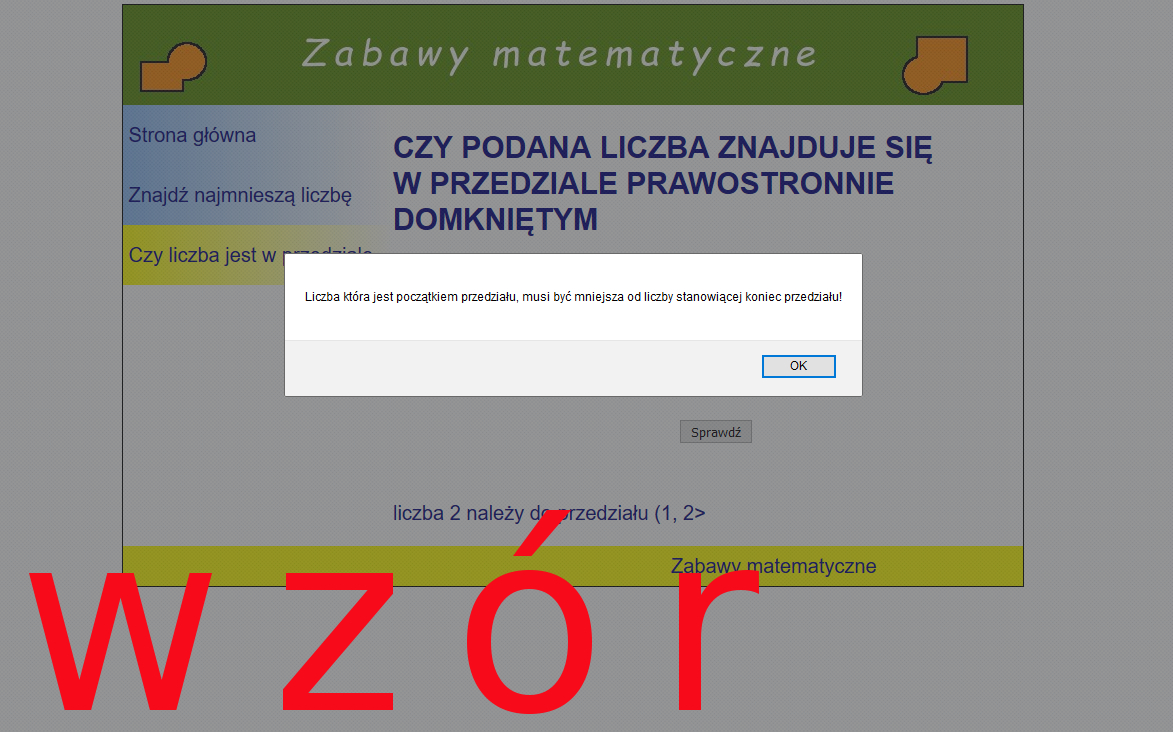 Zabawy matematyczne
Strona główna
Znajdź najmnieszą liczbę
Czy liczba jest w przedziale
CZY PODANA LICZBA ZNAJDUJE SIĘ
W PRZEDZIALE PRAWOSTRONNIE
DOMKNIĘTYM
Liczba która jest początkiem przedziału, musi być mniejsza od liczby stanowiącej koniec przedziału!
OK
Sprawdź
liczba 2 należy do przedziału (1, 2>
Zabawy matematyczne
wzór